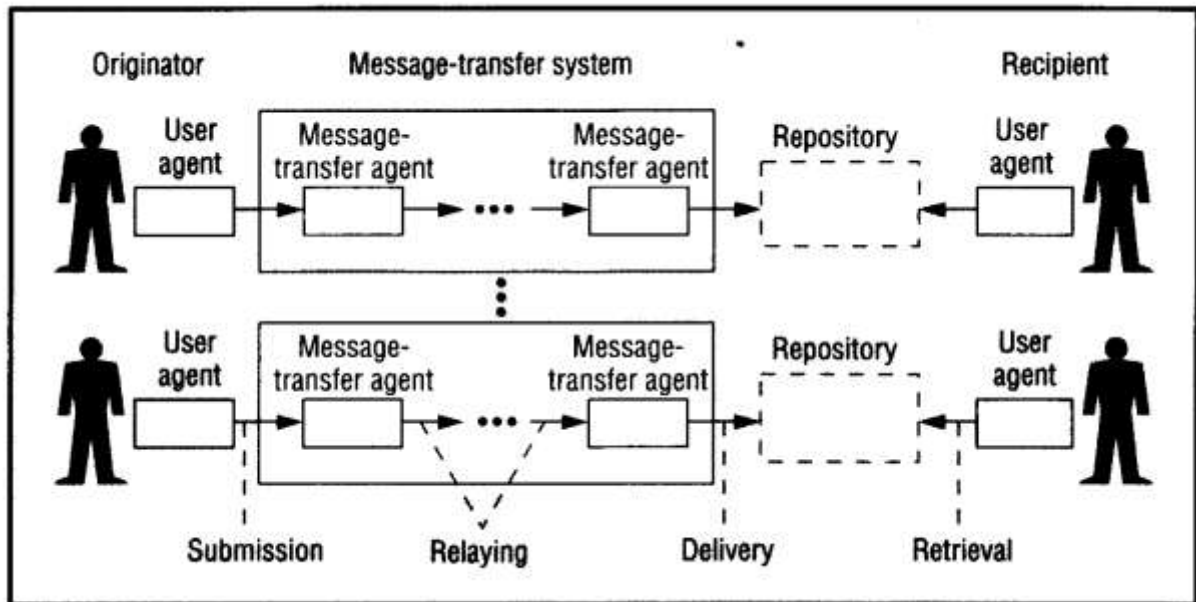 Originator Message-transfer system Recipient
User agent
Message-
transfer agent
Message-
transfer agent
Repository
User agent
User agent
Message-
transfer agent
Message-
transfer agent
Repository
User agent
Submission Relaying Delivery Retrieval